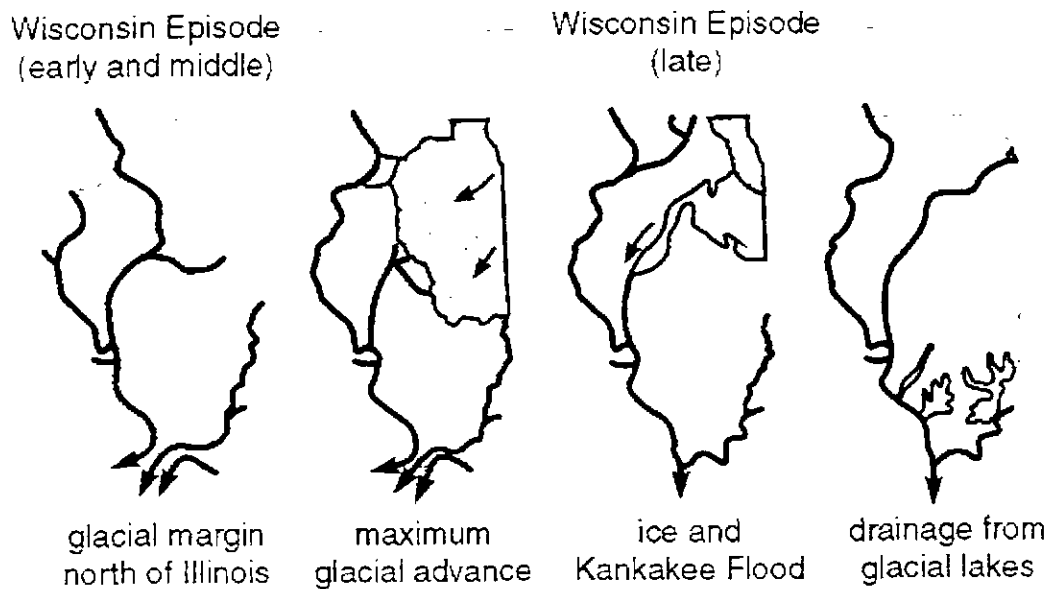 Wisconsin Episode
(early and middle)
Wisconsin Episode
(late)
glacial margin
north of Illinois
maximum
glacial advance
ice and
Kankakee Flood
drainage from
glacial lakes